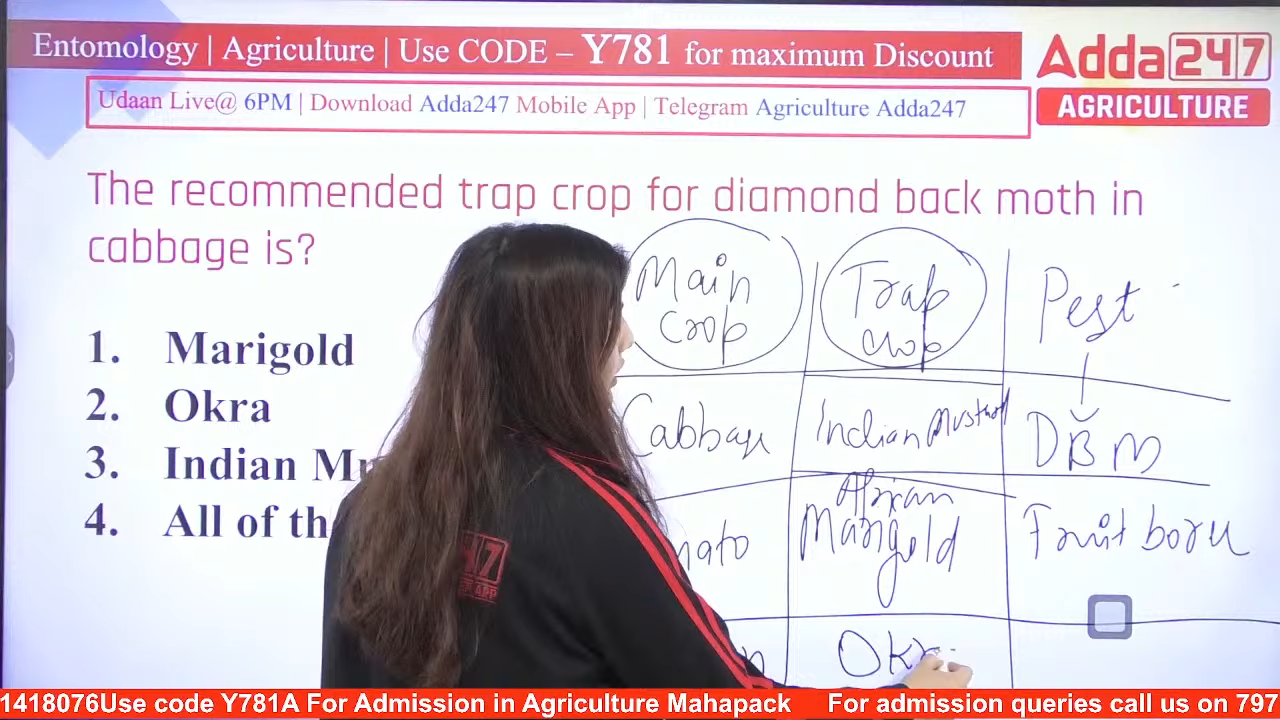 Entomology | Agriculture | Use CODE – Y781 for maximum Discount
Adda247
AGRICULTURE
Udaan Live@ 6PM | Download Adda247 Mobile App | Telegram Agriculture Adda247
The recommended trap crop for diamond back moth in
cabbage is?
1. Marigold
2. Okra
3. Indian
4. All of
Main
Crop
Trap
Crop
Pest
Cabbage
Indian Mustard
DBM
African
Marigold
Fruit borer
1418076Use code Y781A For Admission in Agriculture Mahapack For admission queries call us on 797